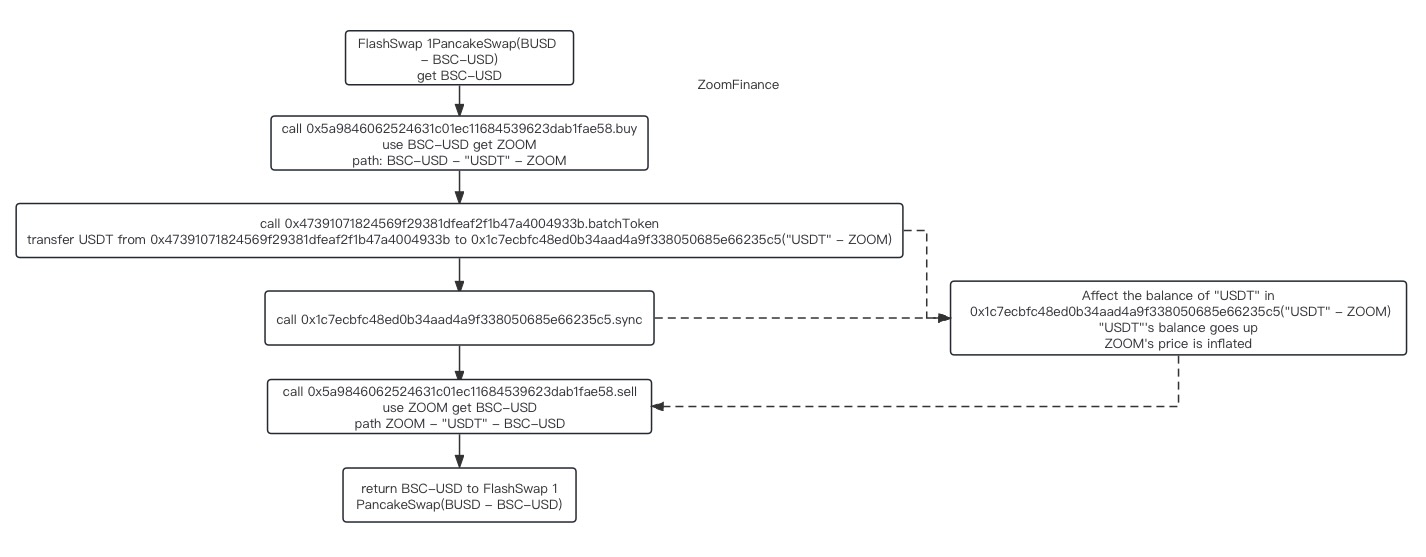 FlashSwap 1PancakeSwap(BUSD
– BSC–USD)
get BSC–USD
ZoomFinance
call 0x5a9846062524631c01ec11684539623dab1fae58.buy
use BSC–USD get ZOOM
path: BSC–USD – "USDT" – ZOOM
call 0x47391071824569f29381dfeaf2f1b47a4004933b.batchToken
transfer USDT from 0x47391071824569f29381dfeaf2f1b47a4004933b to 0x1c7ecbfc48ed0b34aad4a9f338050685e66235c5("USDT" – ZOOM)
call 0x1c7ecbfc48ed0b34aad4a9f338050685e66235c5.sync
Affect the balance of "USDT" in
0x1c7ecbfc48ed0b34aad4a9f338050685e66235c5("USDT" – ZOOM)
"USDT"'s balance goes up
ZOOM's price is inflated
call 0x5a9846062524631c01ec11684539623dab1fae58.sell
use ZOOM get BSC–USD
path ZOOM – "USDT" – BSC–USD
return BSC–USD to FlashSwap 1
PancakeSwap(BUSD – BSC–USD)